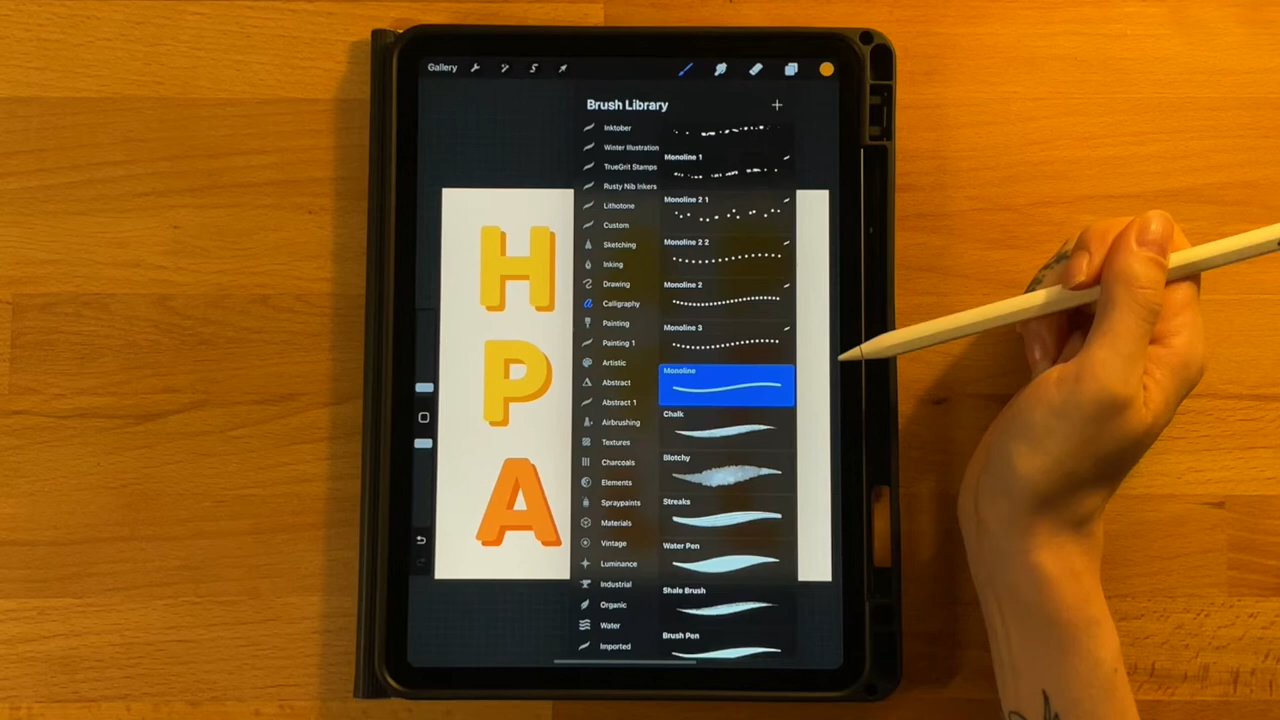 Gallery
Brush Library
Inktober
Winter Illustration
TrueGrit Stamps
Rusty Nib Inkers
Lithotone
Custom
Sketching
Inking
Drawing
Calligraphy
Painting
Painting 1
Artistic
Abstract
Abstract 1
Airbrushing
Textures
Charcoals
Elements
Spraypaints
Materials
Vintage
Luminance
Industrial
Organic
Water
Imported
Monoline 1
Monoline 2 1
Monoline 2 2
Monoline 2
Monoline 3
Monoline
Chalk
Blotchy
Streaks
Water Pen
Shale Brush
Brush Pen
H
P
A